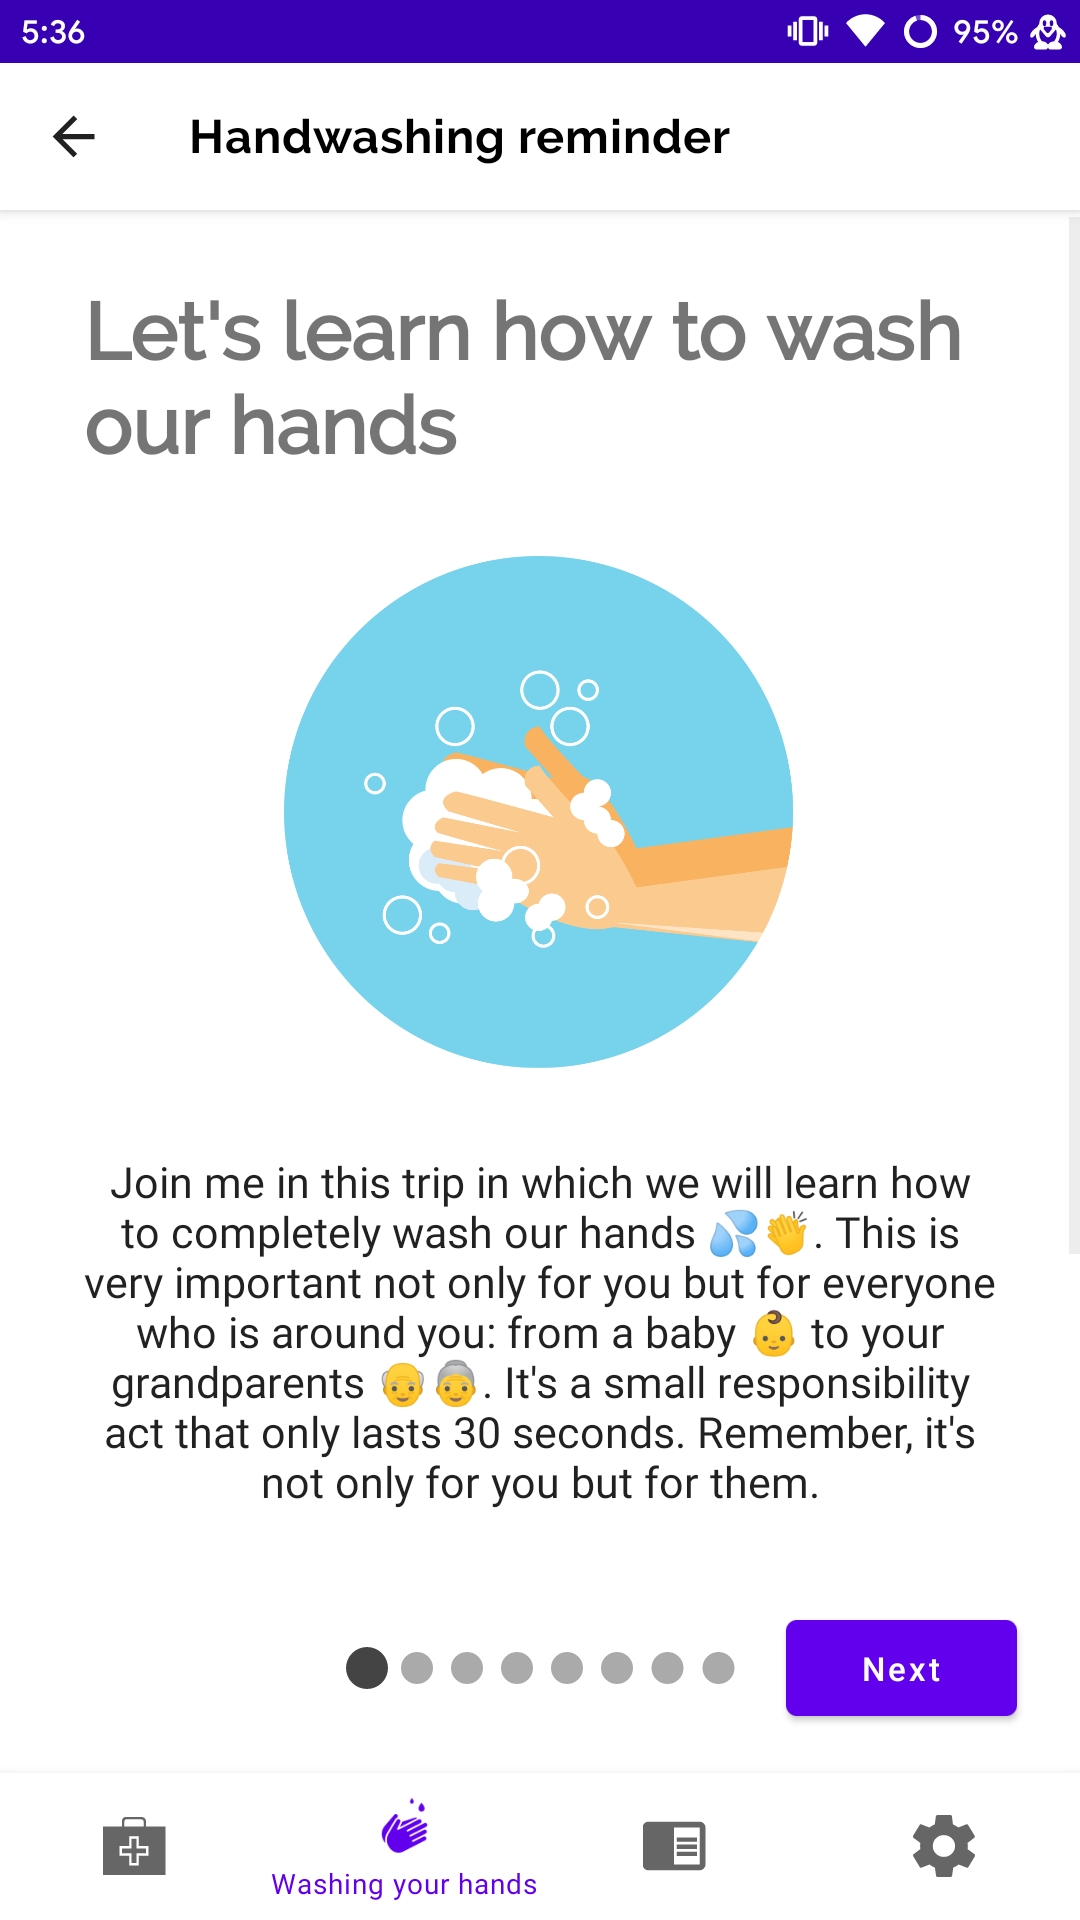 5:36
95%
Handwashing reminder
Let's learn how to wash
our hands
Join me in this trip in which we will learn how
to completely wash our hands 💦👏. This is
very important not only for you but for everyone
who is around you: from a baby 👶 to your
grandparents 👴👵. It's a small responsibility
act that only lasts 30 seconds. Remember, it's
not only for you but for them.
Next
Washing your hands